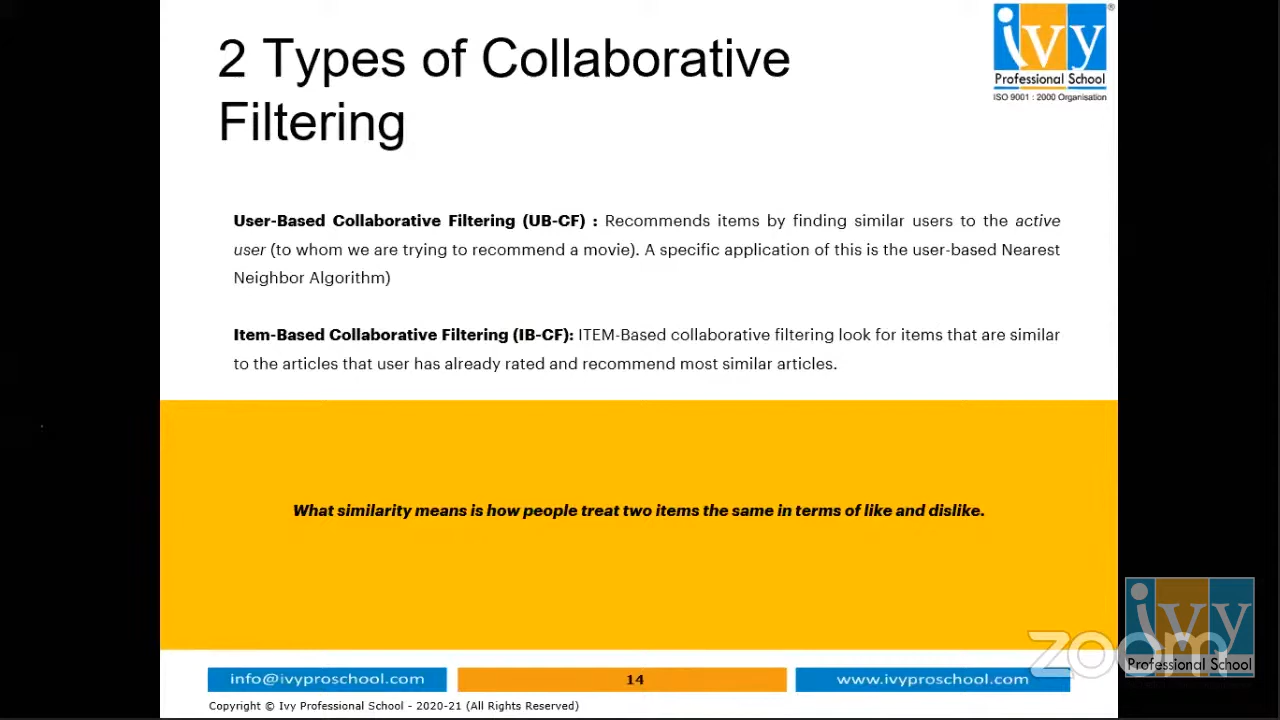 2 Types of Collaborative
Filtering
ivy
®
Professional School
ISO 9001 : 2000 Organisation
User-Based Collaborative Filtering (UB-CF) : Recommends items by finding similar users to the active
user (to whom we are trying to recommend a movie). A specific application of this is the user-based Nearest
Neighbor Algorithm)
Item-Based Collaborative Filtering (IB-CF): ITEM-Based collaborative filtering look for items that are similar
to the articles that user has already rated and recommend most similar articles.
What similarity means is how people treat two items the same in terms of like and dislike.
zoom
ivy
Professional School
info@ivyproschool.com
14
www.ivyproschool.com
Copyright © Ivy Professional School - 2020-21 (All Rights Reserved)